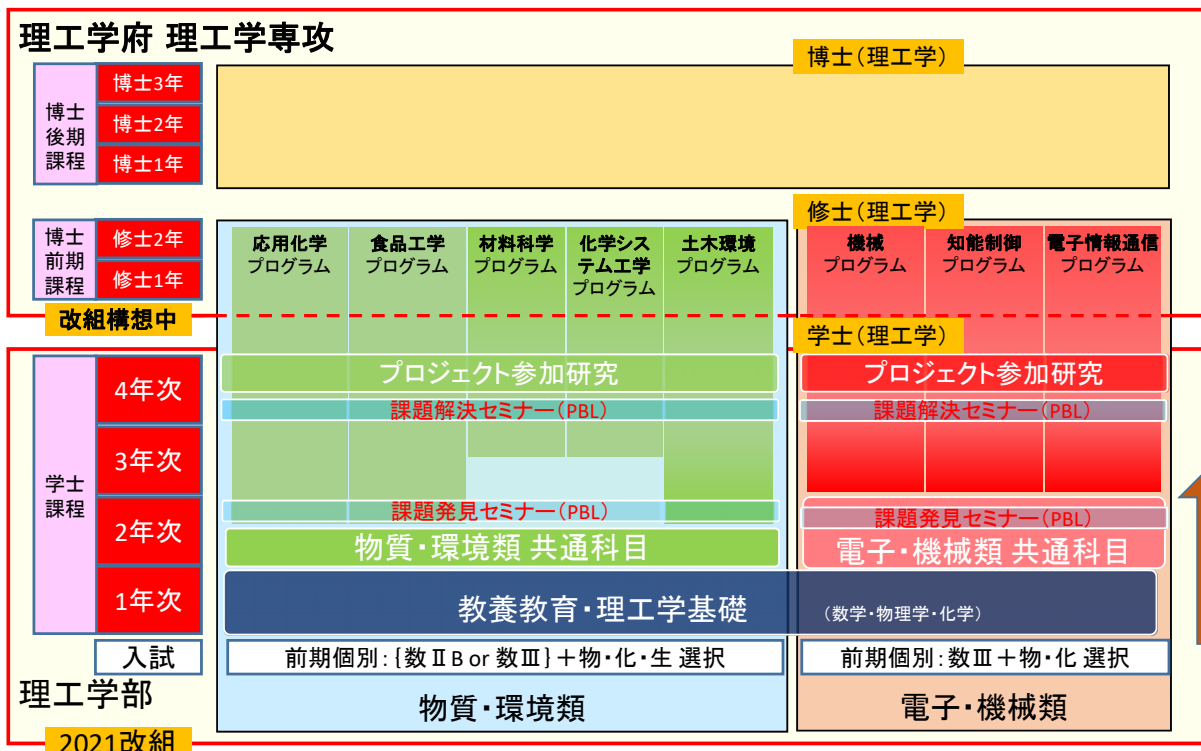 理工学府 理工学専攻
博士(理工学)
博士
後期
課程
博士3年
博士2年
博士1年
修士(理工学)
博士
前期
課程
修士2年
修士1年
応用化学
プログラム
食品工学
プログラム
材料科学
プログラム
化学シス
テム工学
プログラム
土木環境
プログラム
機械
プログラム
知能制御
プログラム
電子情報通信
プログラム
改組構想中
学士(理工学)
学士
課程
4年次
3年次
2年次
1年次
プロジェクト参加研究
プロジェクト参加研究
課題解決セミナー(PBL)
課題解決セミナー(PBL)
課題発見セミナー(PBL)
課題発見セミナー(PBL)
物質・環境類 共通科目
電子・機械類 共通科目
教養教育・理工学基礎 (数学・物理学・化学)
入試
前期個別:{数ⅡB or 数Ⅲ}+物・化・生 選択
前期個別:数Ⅲ+物・化 選択
理工学部
物質・環境類
電子・機械類
2021改組